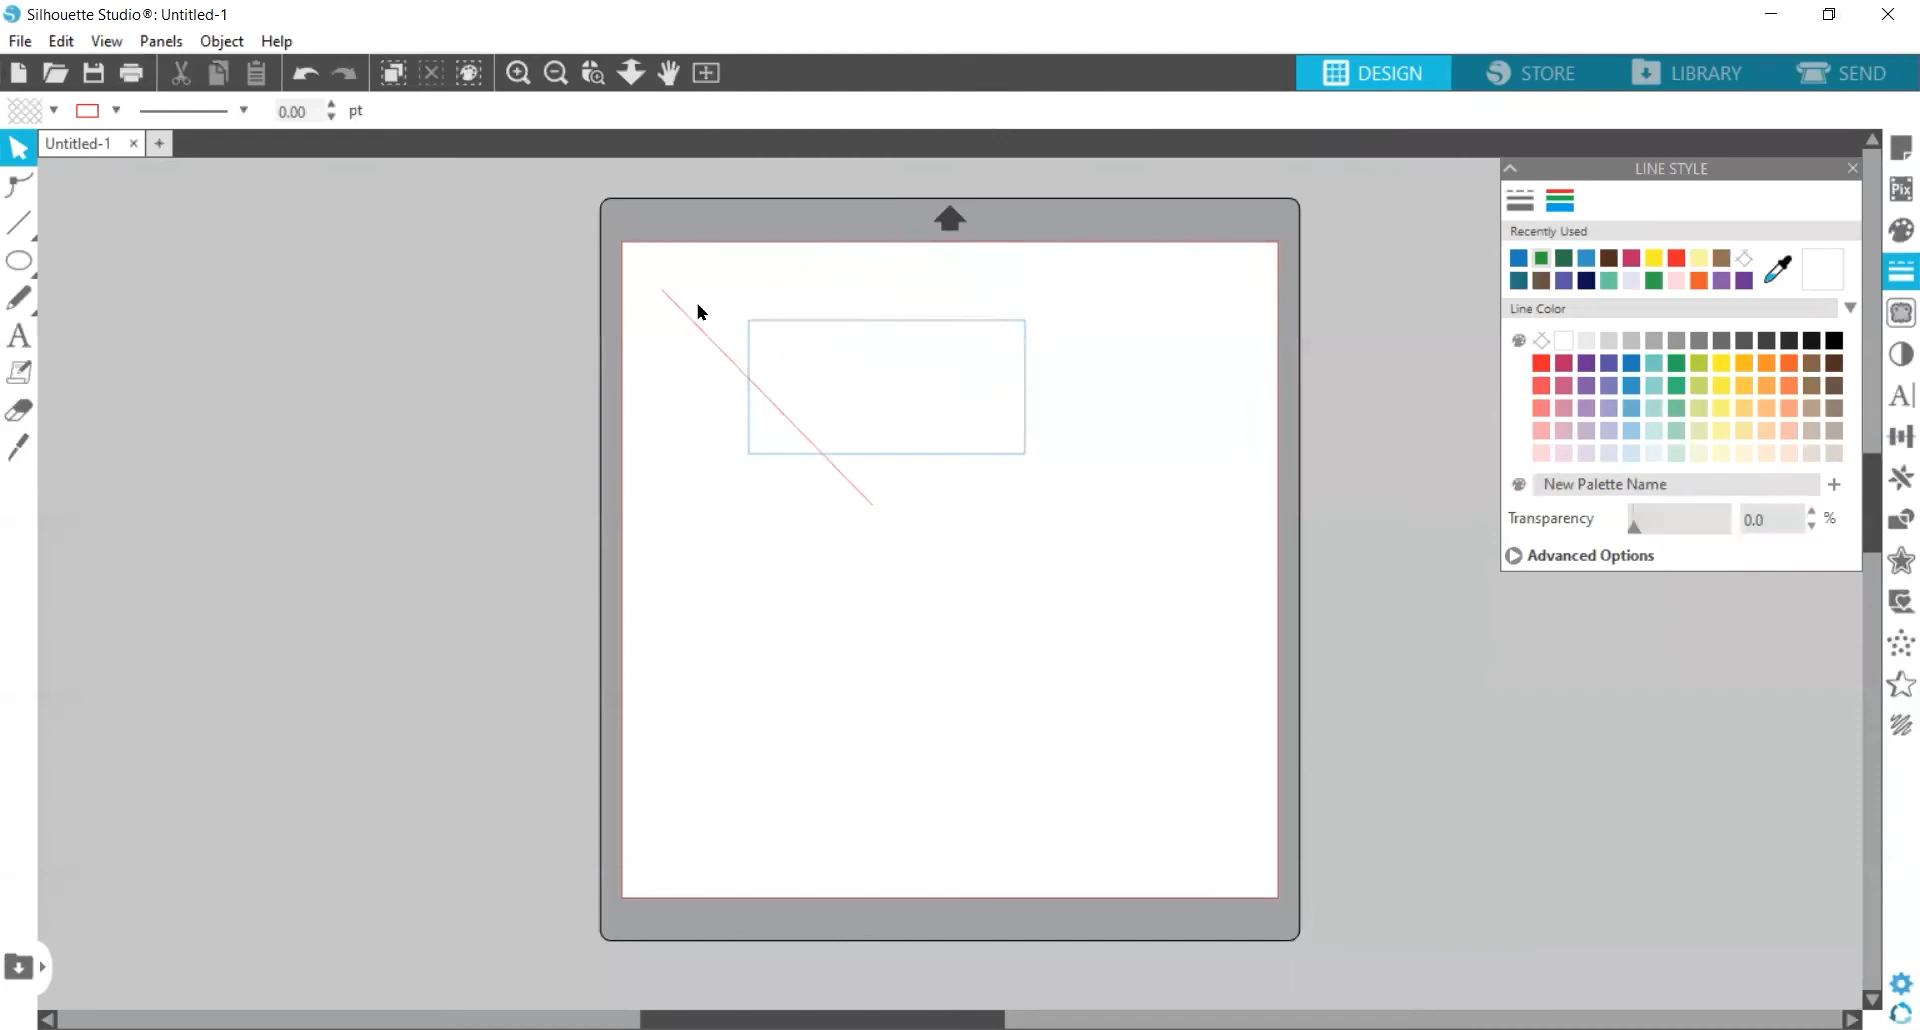 Silhouette Studio®: Untitled-1
File Edit View Panels Object Help
DESIGN STORE LIBRARY SEND
0.00 pt
Untitled-1
LINE STYLE
Recently Used
Line Color
New Palette Name
Transparency 0.0 %
Advanced Options
Pix